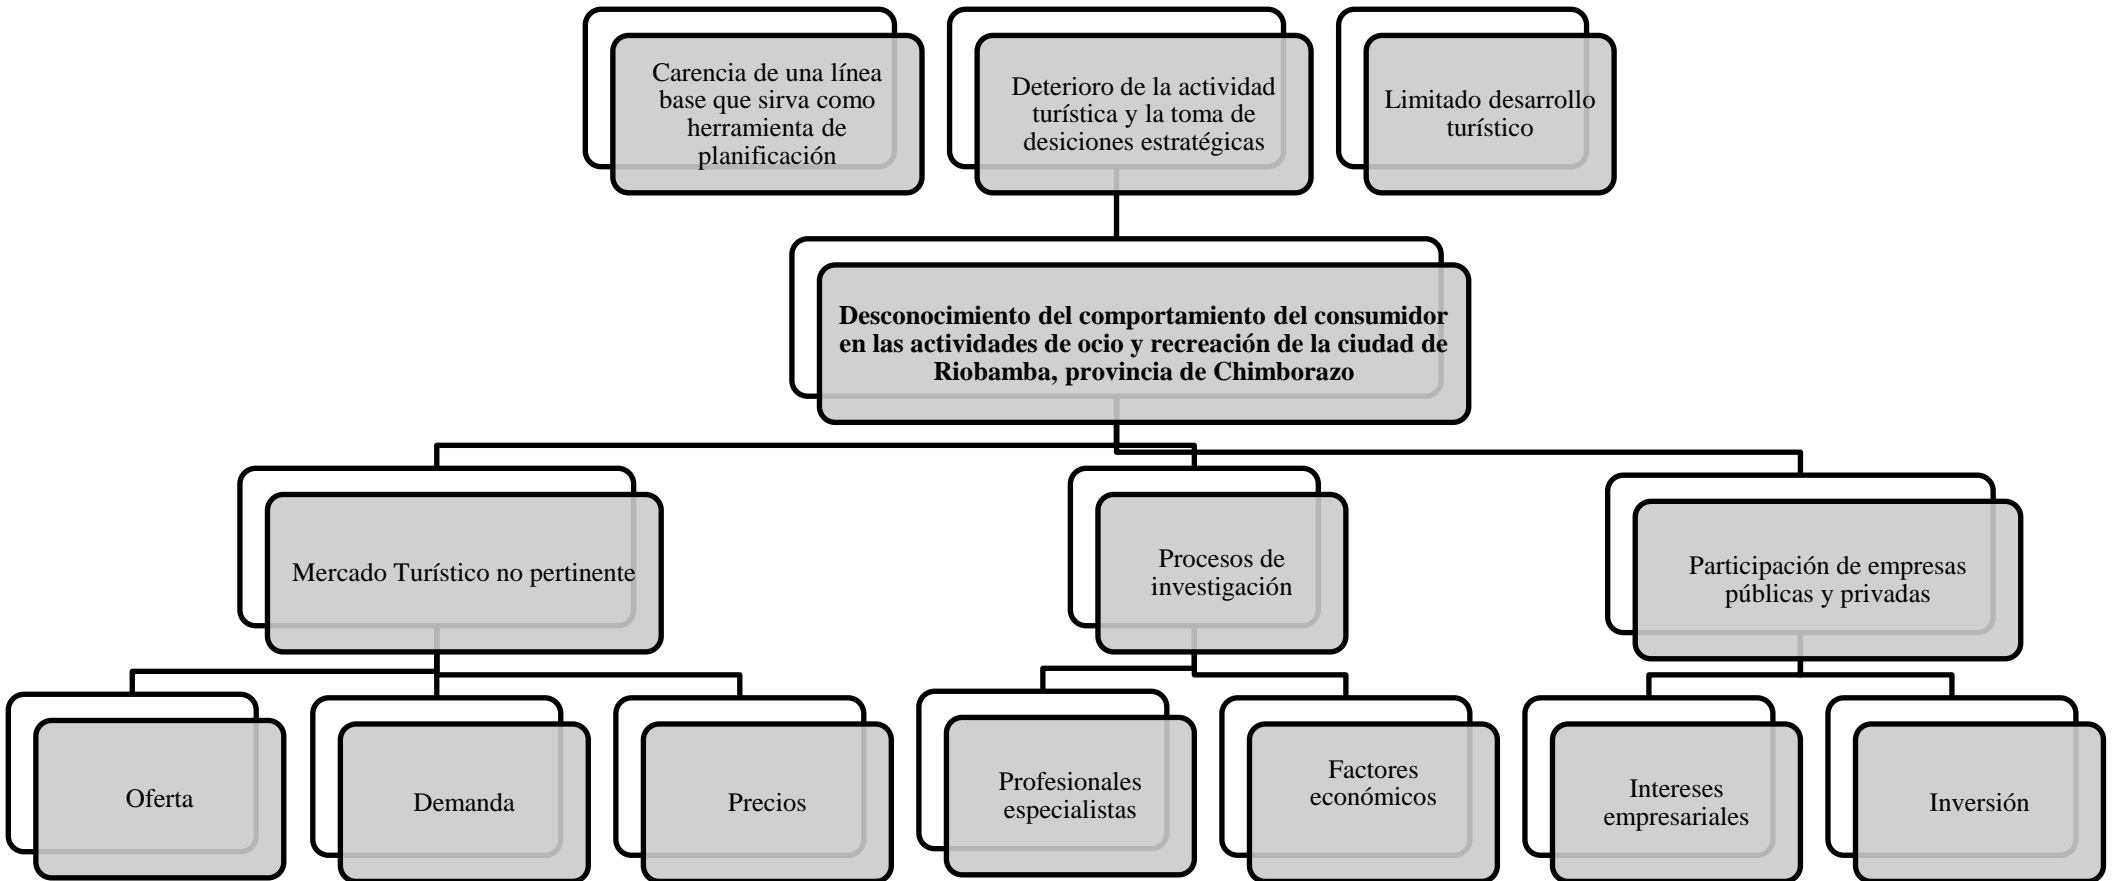 Carencia de una línea
base que sirva como
herramienta de
planificación
Deterioro de la actividad
turística y la toma de
desiciones estratégicas
Limitado desarrollo
turístico
Desconocimiento del comportamiento del consumidor
en las actividades de ocio y recreación de la ciudad de
Riobamba, provincia de Chimborazo
Mercado Turístico no pertinente
Procesos de
investigación
Participación de empresas
públicas y privadas
Oferta
Demanda
Precios
Profesionales
especialistas
Factores
económicos
Intereses
empresariales
Inversión